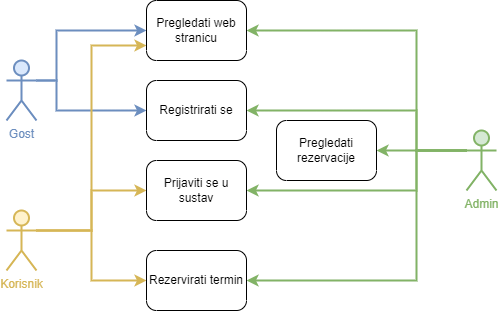 Pregledati web
stranicu
Gost
Registrirati se
Pregledati
rezervacije
Admin
Prijaviti se u
sustav
Korisnik
Rezervirati termin